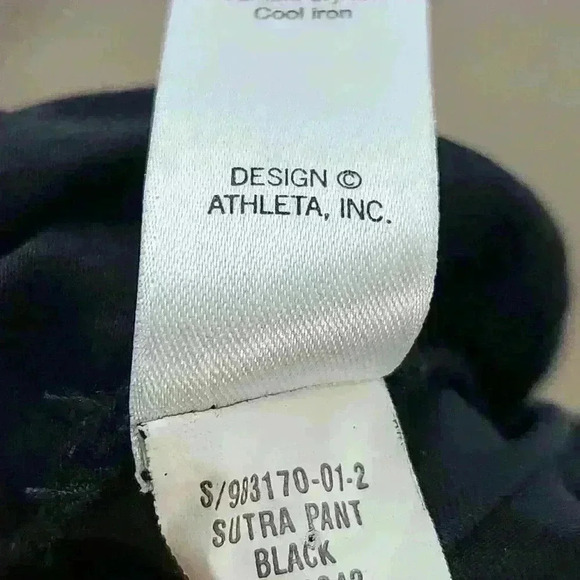 Cool iron
DESIGN ©
ATHLETA, INC.
S/983170-01-2
SUTRA PANT
BLACK